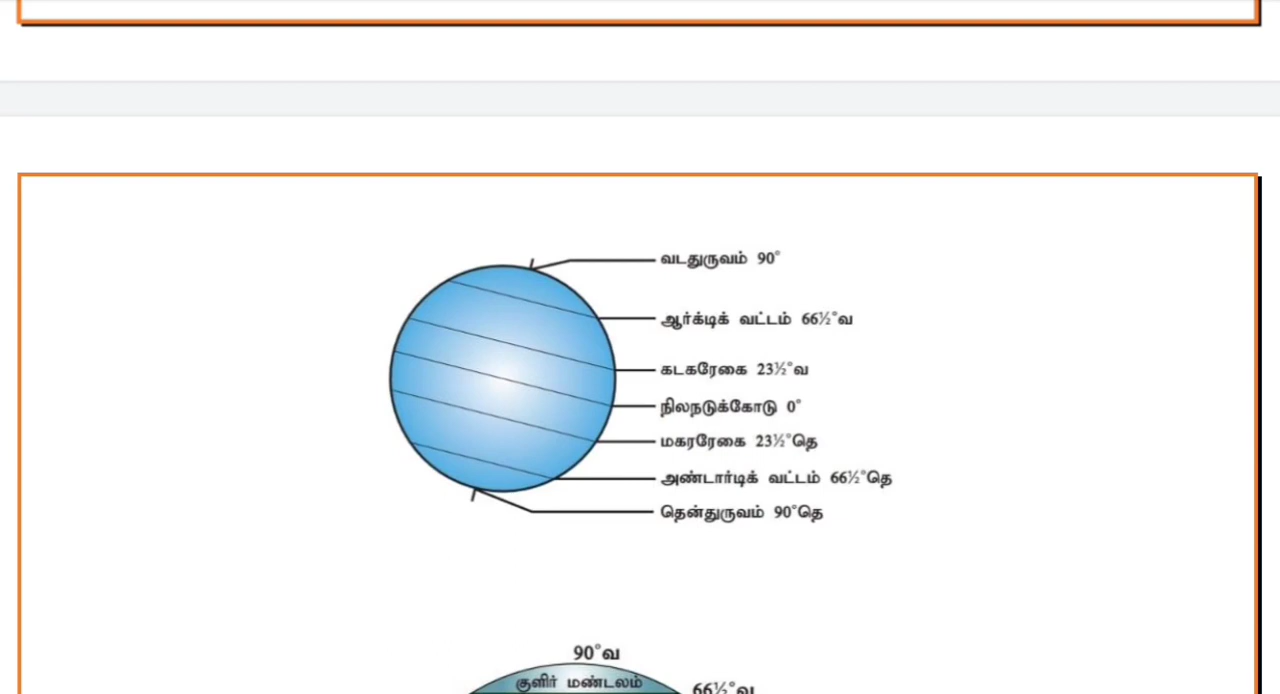 வடதுருவம் 90°
ஆர்க்டிக் வட்டம் 66½°வ
கடகரேகை 23½°வ
நிலநடுக்கோடு 0°
மகரரேகை 23½°தெ
அண்டார்டிக் வட்டம் 66½°தெ
தென்துருவம் 90°தெ
90°வ
குளிர் மண்டலம்
66½°வ